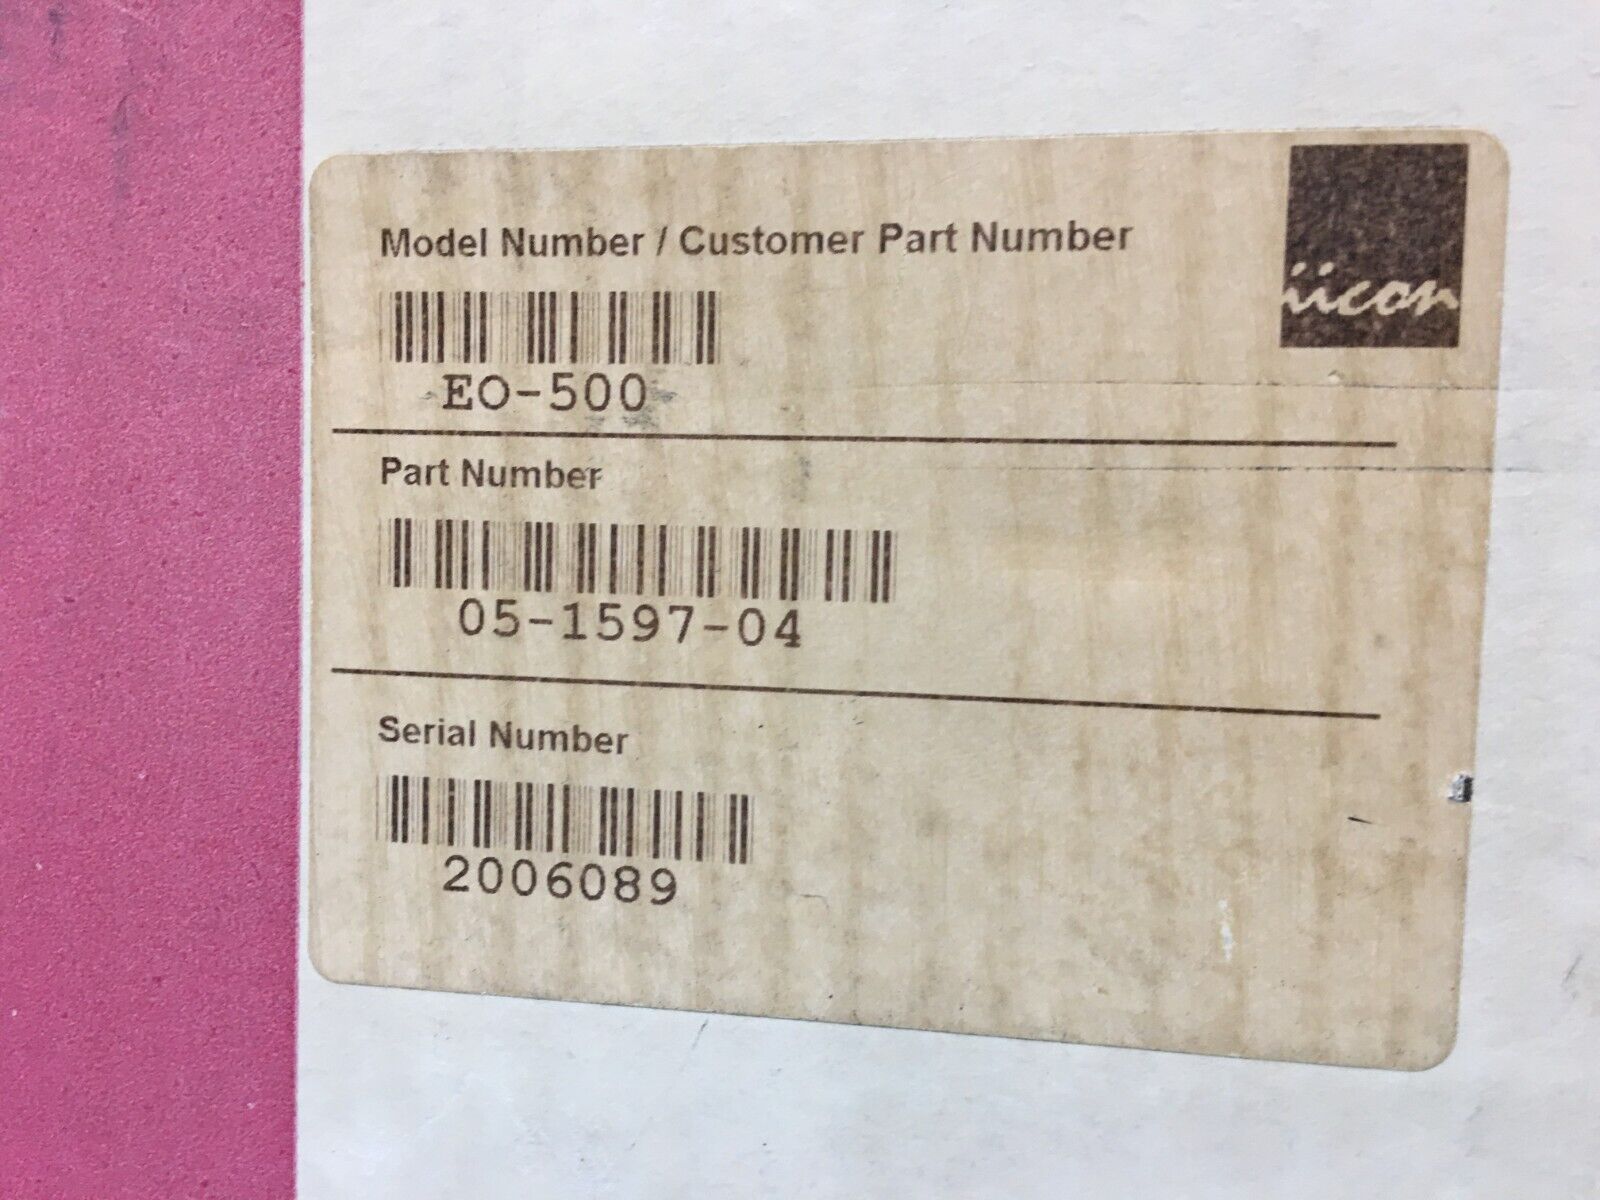 Model Number / Customer Part Number
iicon
EO-500
Part Number
05-1597-04
Serial Number
2006089